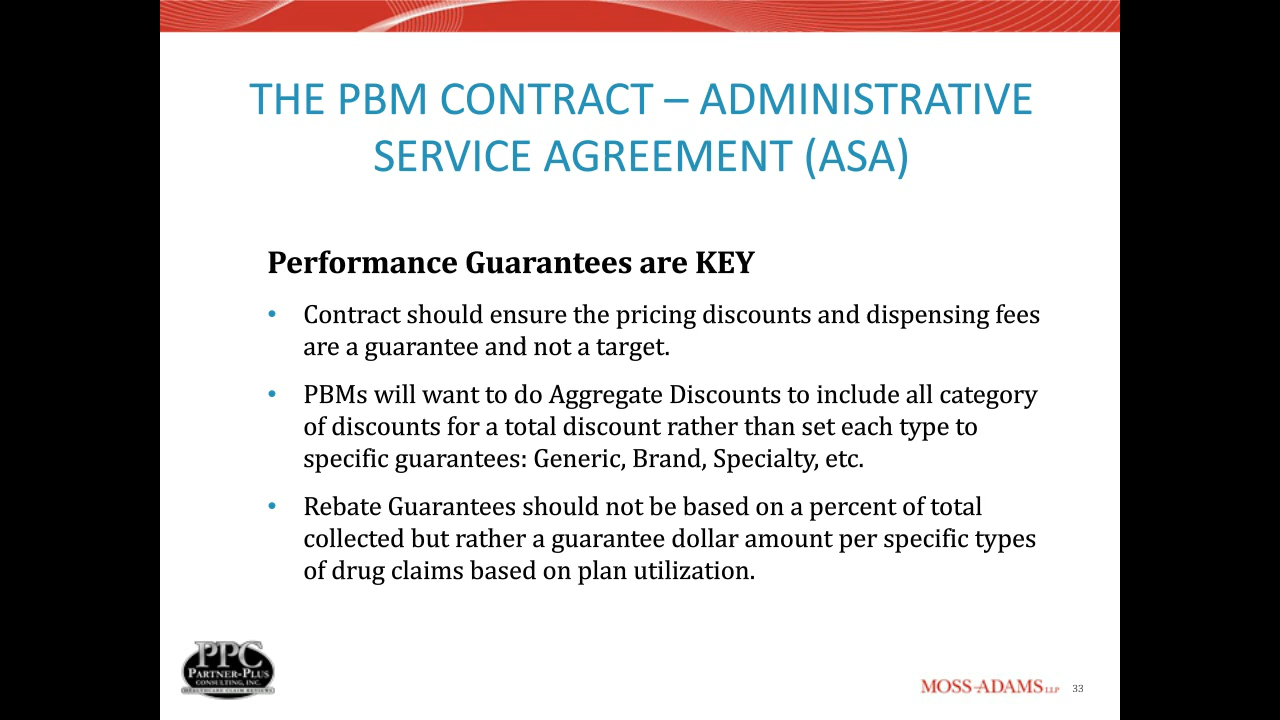 THE PBM CONTRACT – ADMINISTRATIVE
SERVICE AGREEMENT (ASA)
Performance Guarantees are KEY
• Contract should ensure the pricing discounts and dispensing fees
are a guarantee and not a target.
• PBMs will want to do Aggregate Discounts to include all category
of discounts for a total discount rather than set each type to
specific guarantees: Generic, Brand, Specialty, etc.
• Rebate Guarantees should not be based on a percent of total
collected but rather a guarantee dollar amount per specific types
of drug claims based on plan utilization.
PPC
PARTNER-PLUS
CONSULTING, INC.
HEALTHCARE CLAIM REVIEWS
MOSS-ADAMS LLP 33